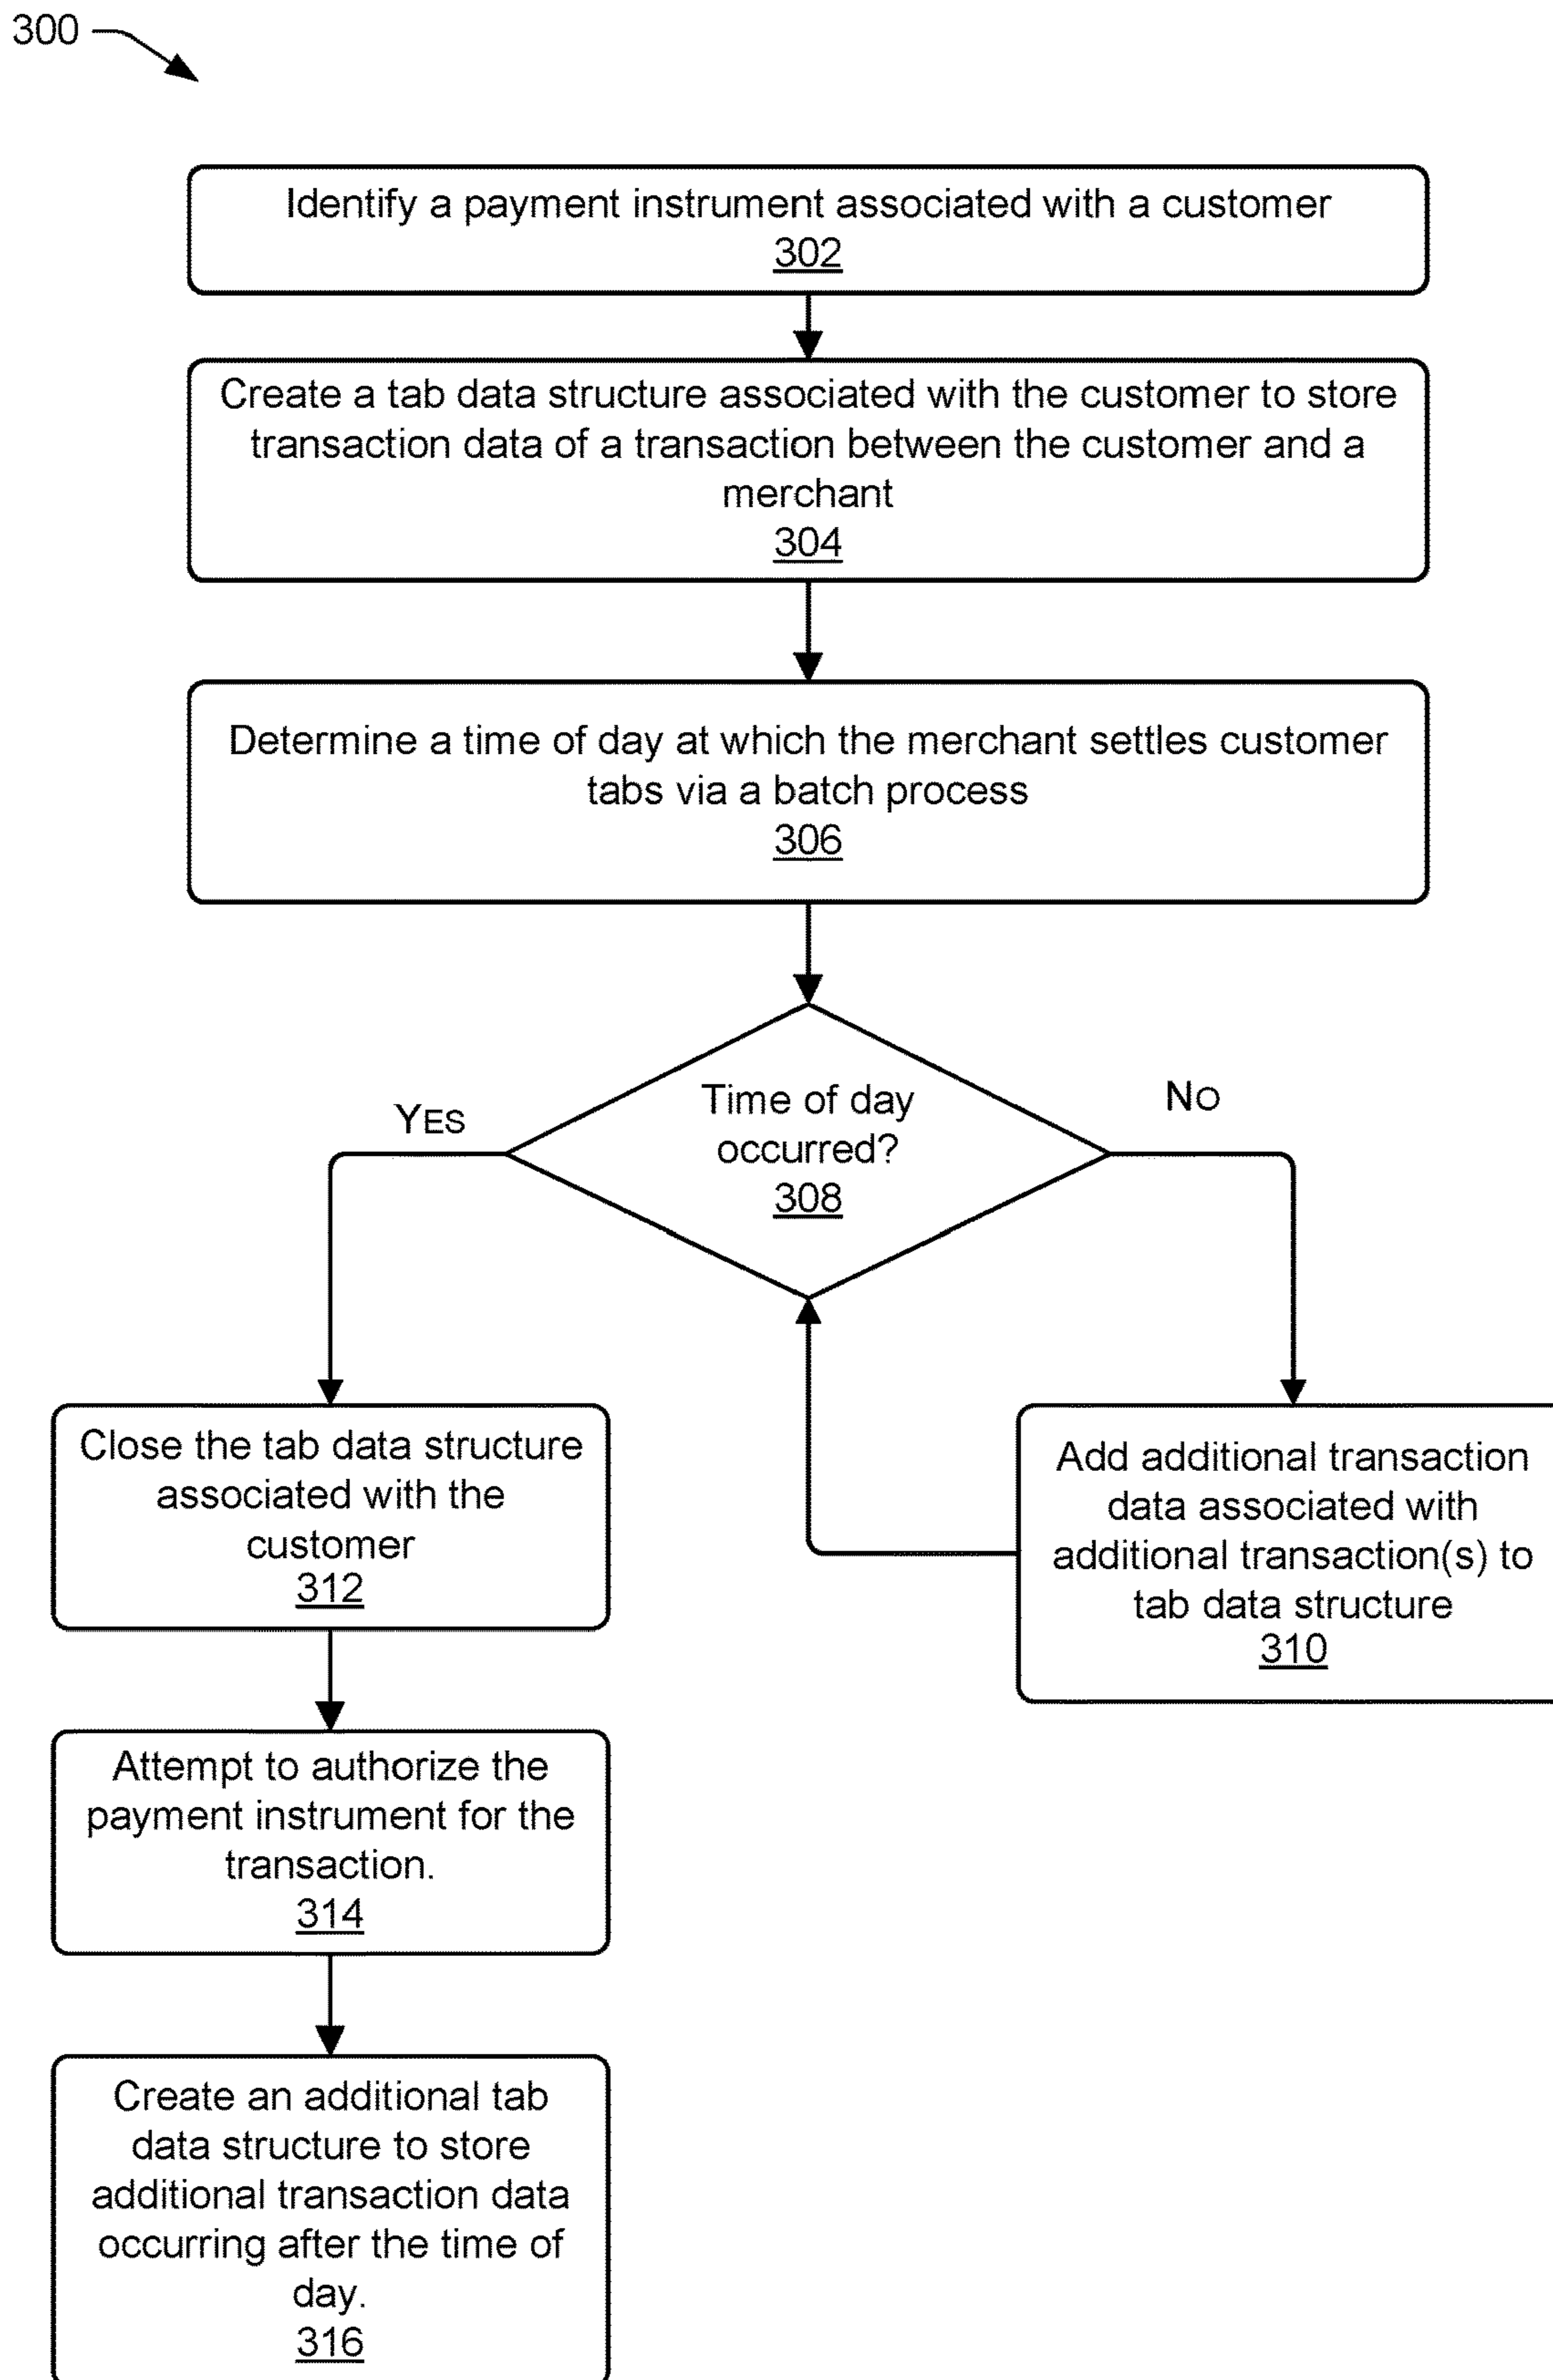 300
Identify a payment instrument associated with a customer
302
Create a tab data structure associated with the customer to store
transaction data of a transaction between the customer and a
merchant
304
Determine a time of day at which the merchant settles customer
tabs via a batch process
306
Time of day
occurred?
308
YES
NO
Close the tab data structure
associated with the
customer
312
Add additional transaction
data associated with
additional transaction(s) to
tab data structure
310
Attempt to authorize the
payment instrument for the
transaction.
314
Create an additional tab
data structure to store
additional transaction data
occurring after the time of
day.
316